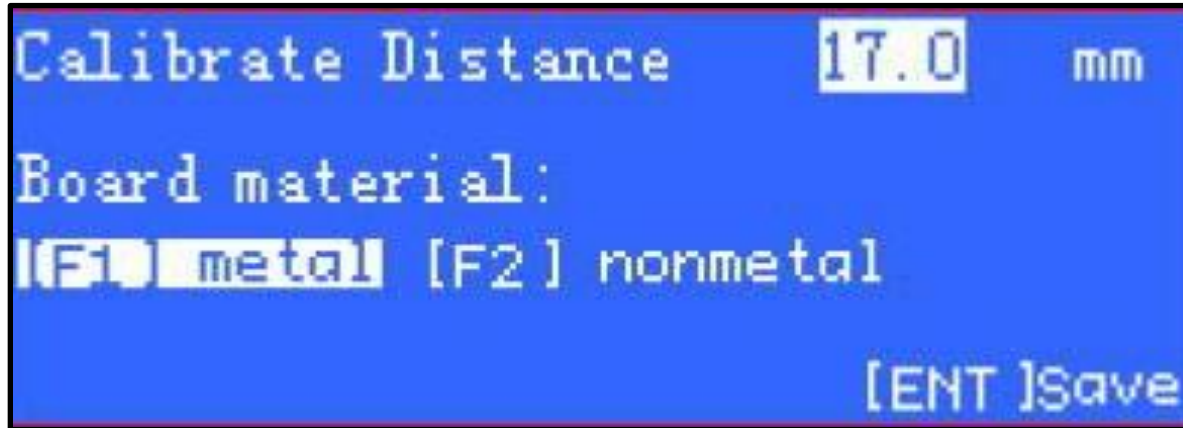 Calibrate Distance 17.0 mm
Board material:
[F1] metal [F2] nonmetal
[ENT]Save